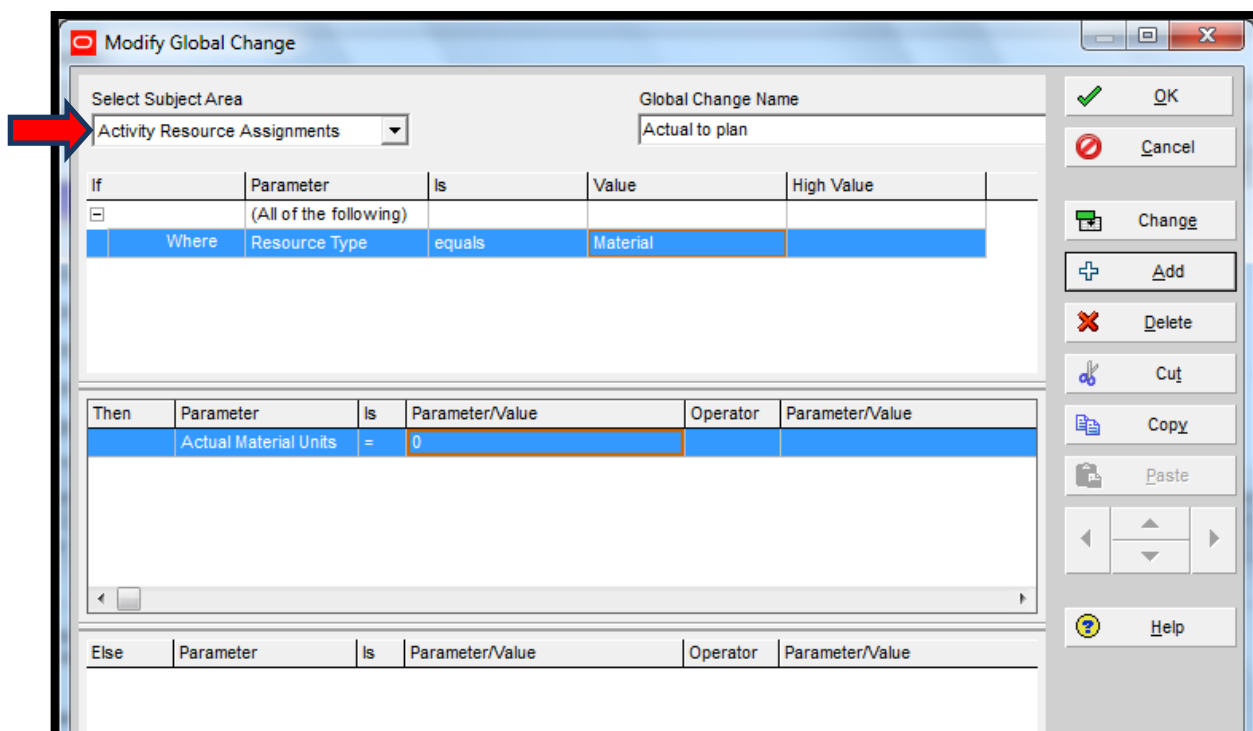 Modify Global Change
Select Subject Area
Global Change Name
Activity Resource Assignments
Actual to plan
If Parameter Is Value High Value
(All of the following)
Where Resource Type equals Material
Then Parameter Is Parameter/Value Operator Parameter/Value
Actual Material Units = 0
Else Parameter Is Parameter/Value Operator Parameter/Value
OK
Cancel
Change
Add
Delete
Cut
Copy
Paste
Help